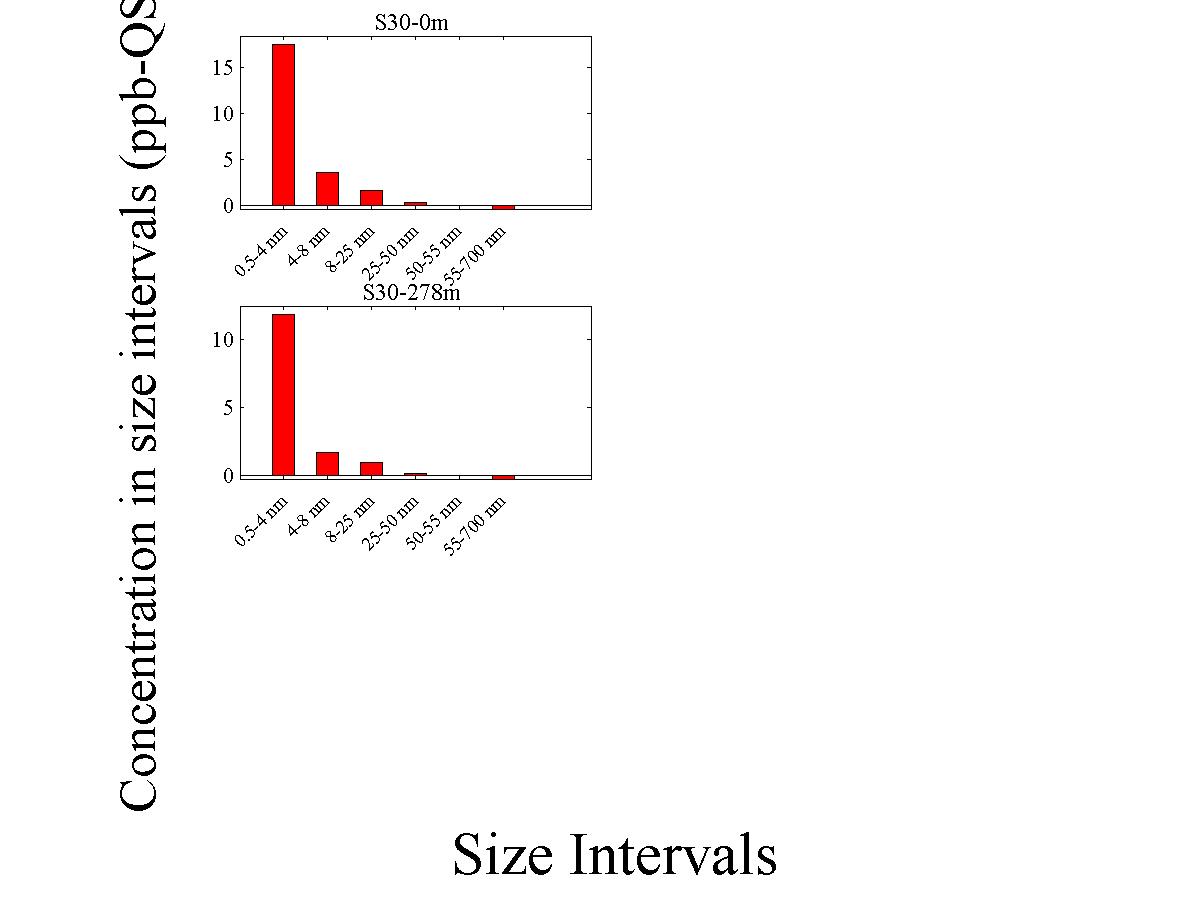 Concentration in size intervals (ppb-QS
S30-0m
15
10
5
0
0.5-4 nm
4-8 nm
8-25 nm
25-50 nm
50-55 nm
55-700 nm
S30-278m
10
5
0
0.5-4 nm
4-8 nm
8-25 nm
25-50 nm
50-55 nm
55-700 nm
Size Intervals